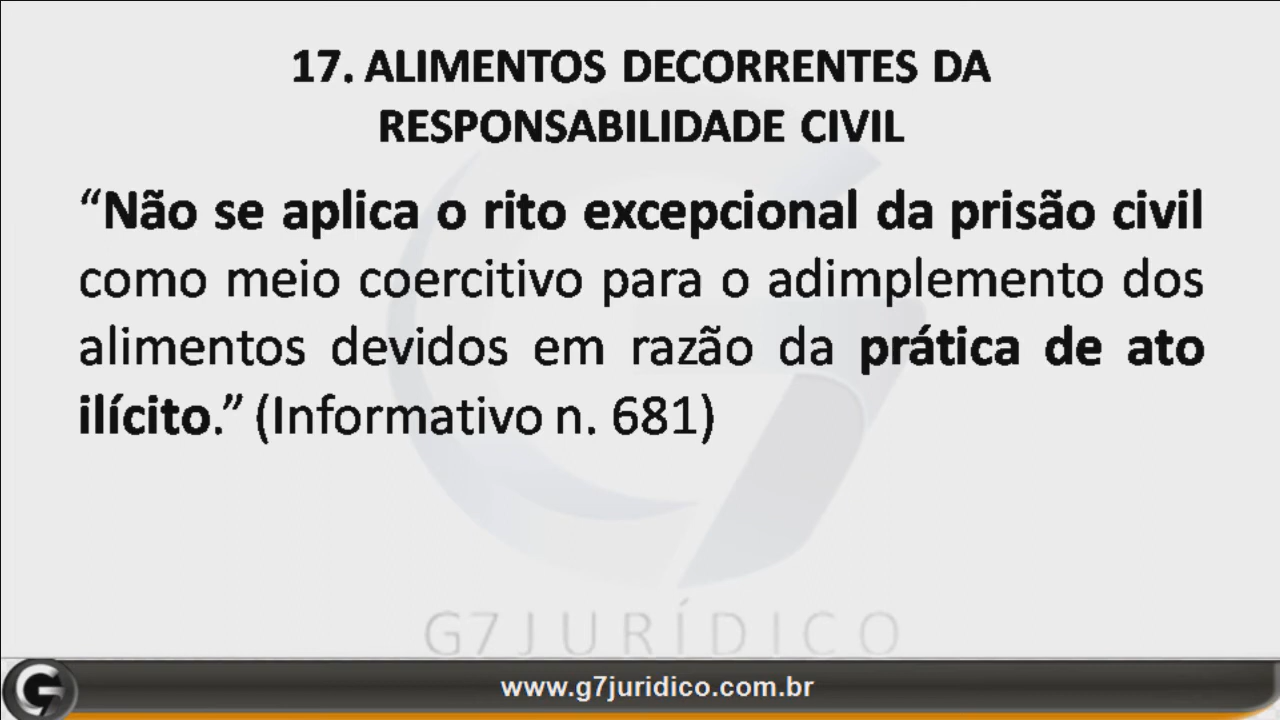 17. ALIMENTOS DECORRENTES DA
RESPONSABILIDADE CIVIL
“Não se aplica o rito excepcional da prisão civil
como meio coercitivo para o adimplemento dos
alimentos devidos em razão da prática de ato
ilícito.” (Informativo n. 681)
G7JURÍDICO
www.g7juridico.com.br